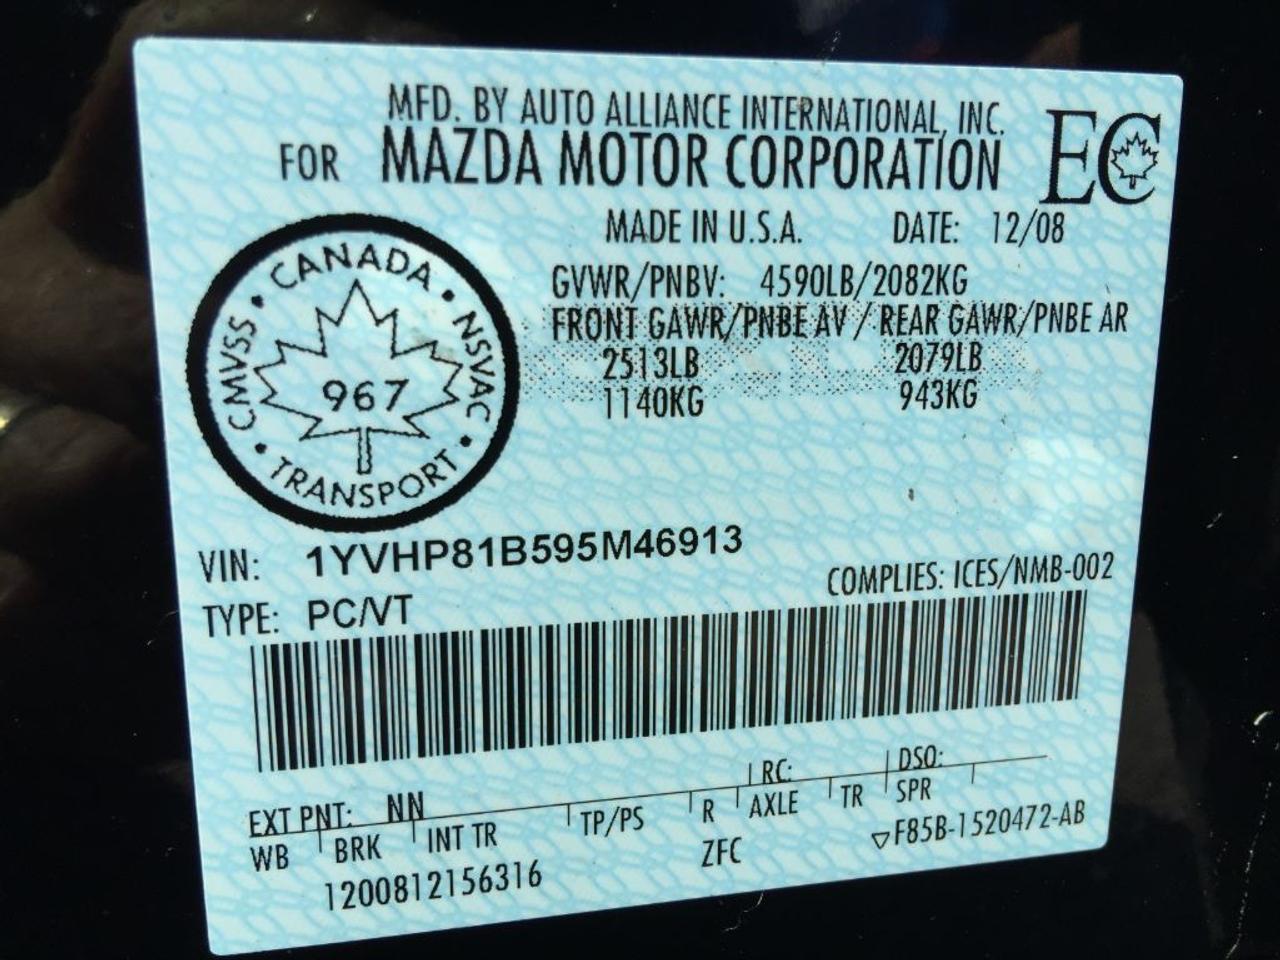 MFD. BY AUTO ALLIANCE INTERNATIONAL, INC.
FOR MAZDA MOTOR CORPORATION
EC
MADE IN U.S.A. DATE: 12/08
GVWR/PNBV: 4590LB/2082KG
FRONT GAWR/PNBE AV / REAR GAWR/PNBE AR
2513LB 2079LB
1140KG 943KG
CANADA
CMVSS • NSVAC
967
TRANSPORT
VIN: 1YVHP81B595M46913
COMPLIES: ICES/NMB-002
TYPE: PC/VT
RC: DSO:
EXT PNT: NN
WB BRK INT TR TP/PS R AXLE TR SPR
1200812156316 ZFC ▽F85B-1520472-AB